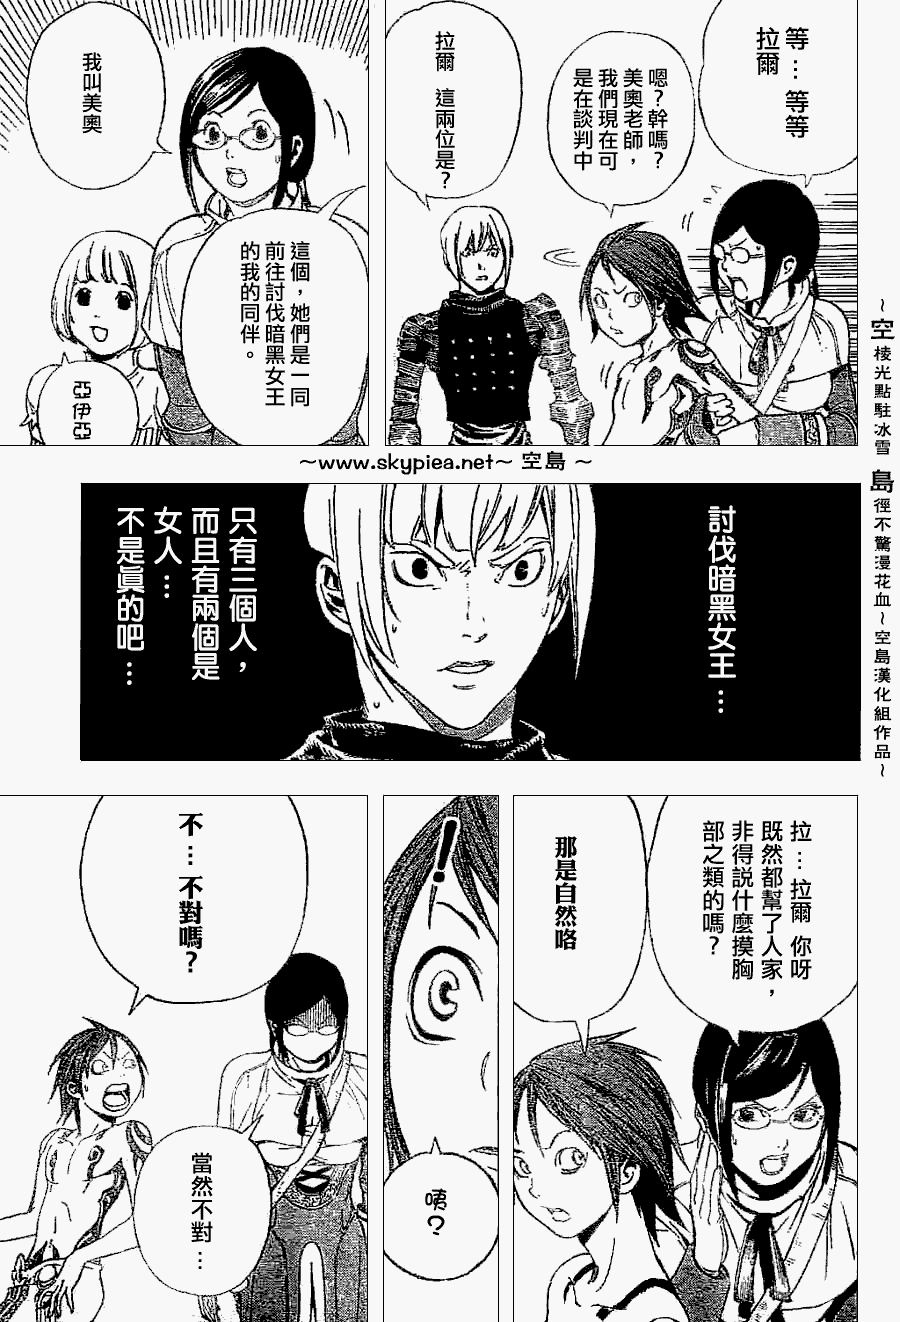 等…等等
拉爾
嗯？幹嗎？
美奧老師，
我們現在可
是在談判中
拉爾 這兩位是？
我叫美奧
這個，她們是一同
前往討伐暗黑女王
的我的同伴。
亞伊亞
～www.skypiea.net～ 空島 ～
～空棱光點駐冰雪 島徑不驚漫花血～空島漢化組作品～
討伐暗黑女王…
只有三個人，
而且有兩個是
女人…
不是真的吧…
拉…拉爾 你呀
既然都幫了人家，
非得説什麼摸胸
部之類的嗎？
那是自然咯
！
咦？
不…不對嗎？
當然不對…